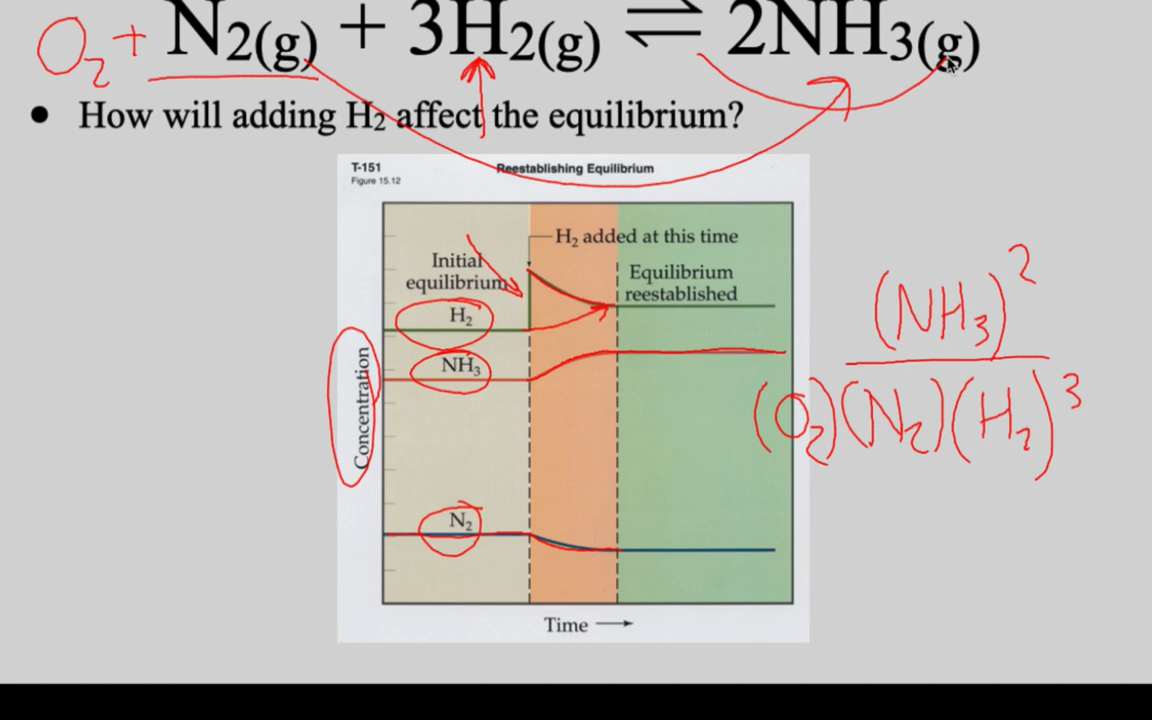 O₂ + N₂(g) + 3H₂(g) ⇌ 2NH₃(g)
• How will adding H₂ affect the equilibrium?
T-151
Figure 15.12
Reestablishing Equilibrium
H₂ added at this time
Initial
equilibrium
Equilibrium
reestablished
H₂
NH₃
Concentration
N₂
Time →
(NH₃)²
(O₂)(N₂)(H₂)³